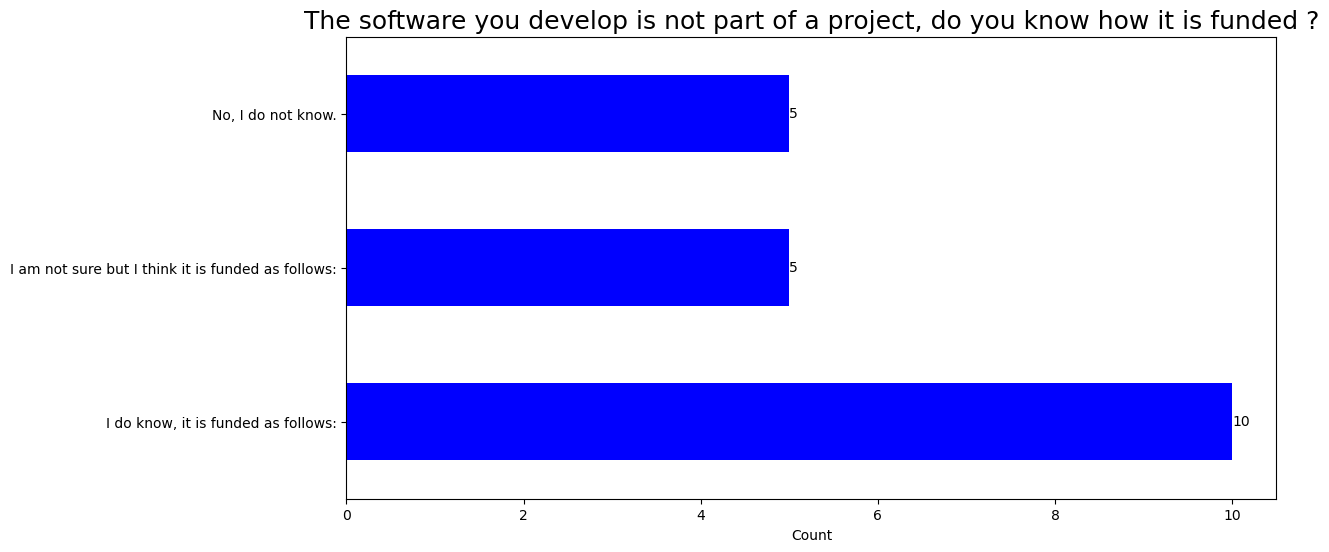 The software you develop is not part of a project, do you know how it is funded ?
No, I do not know.
5
I am not sure but I think it is funded as follows:
5
I do know, it is funded as follows:
10
0 2 4 6 8 10
Count